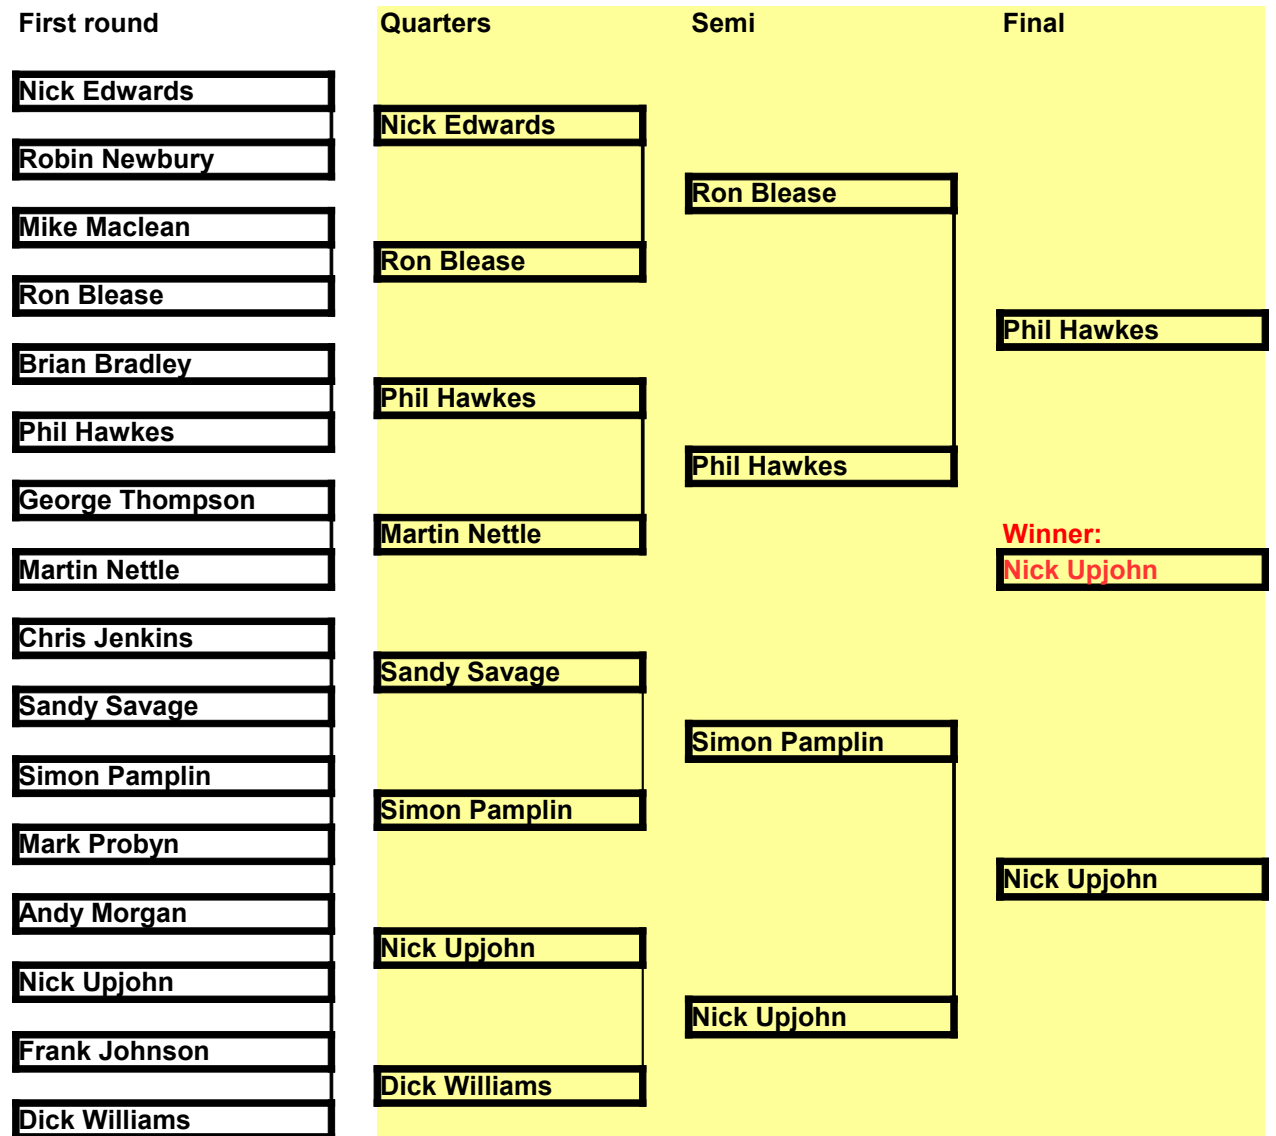 First round Quarters Semi Final
Nick Edwards
Nick Edwards
Robin Newbury
Ron Blease
Mike Maclean
Ron Blease
Ron Blease
Phil Hawkes
Brian Bradley
Phil Hawkes
Phil Hawkes
Phil Hawkes
George Thompson
Martin Nettle Winner:
Martin Nettle Nick Upjohn
Chris Jenkins
Sandy Savage
Sandy Savage
Simon Pamplin
Simon Pamplin
Simon Pamplin
Mark Probyn
Nick Upjohn
Andy Morgan
Nick Upjohn
Nick Upjohn
Nick Upjohn
Frank Johnson
Dick Williams
Dick Williams